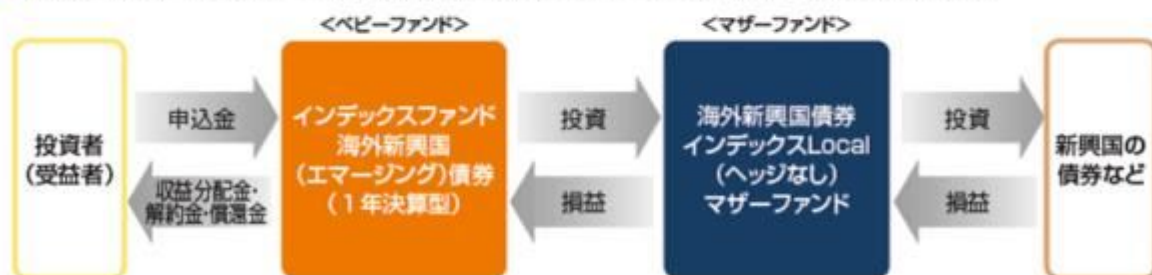 <ベビーファンド>
<マザーファンド>
投資者
(受益者)
申込金
収益分配金・
解約金・償還金
インデックスファンド
海外新興国
(エマージング)債券
(1年決算型)
投資
損益
海外新興国債券
インデックスLocal
(ヘッジなし)
マザーファンド
投資
損益
新興国の
債券など